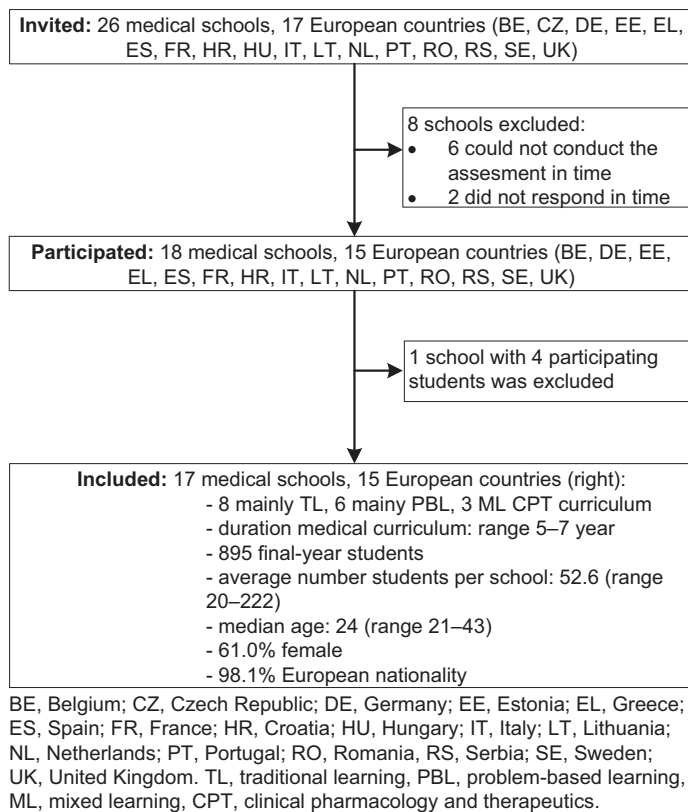 Invited: 26 medical schools, 17 European countries (BE, CZ, DE, EE, EL,
ES, FR, HR, HU, IT, LT, NL, PT, RO, RS, SE, UK)
8 schools excluded:
• 6 could not conduct the
assesment in time
• 2 did not respond in time
Participated: 18 medical schools, 15 European countries (BE, DE, EE,
EL, ES, FR, HR, IT, LT, NL, PT, RO, RS, SE, UK)
1 school with 4 participating
students was excluded
Included: 17 medical schools, 15 European countries (right):
- 8 mainly TL, 6 mainy PBL, 3 ML CPT curriculum
- duration medical curriculum: range 5–7 year
- 895 final-year students
- average number students per school: 52.6 (range
20–222)
- median age: 24 (range 21–43)
- 61.0% female
- 98.1% European nationality
BE, Belgium; CZ, Czech Republic; DE, Germany; EE, Estonia; EL, Greece;
ES, Spain; FR, France; HR, Croatia; HU, Hungary; IT, Italy; LT, Lithuania;
NL, Netherlands; PT, Portugal; RO, Romania, RS, Serbia; SE, Sweden;
UK, United Kingdom. TL, traditional learning, PBL, problem-based learning,
ML, mixed learning, CPT, clinical pharmacology and therapeutics.